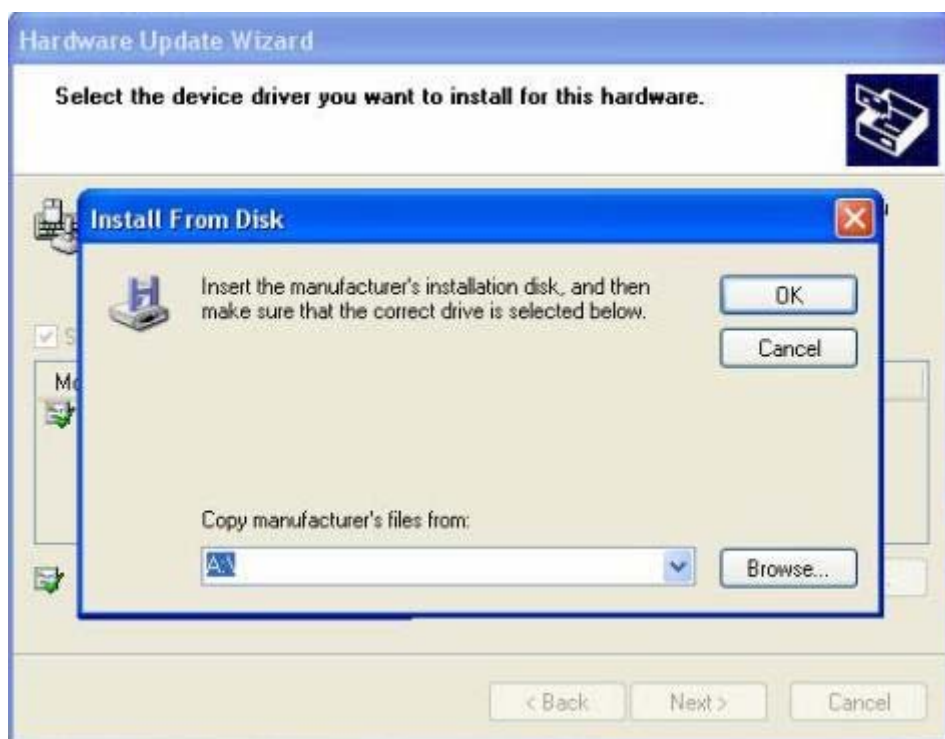 Hardware Update Wizard
Select the device driver you want to install for this hardware.
Install From Disk
Insert the manufacturer's installation disk, and then
make sure that the correct drive is selected below.
OK
Cancel
Copy manufacturer's files from:
A:\
Browse...
< Back
Next >
Cancel